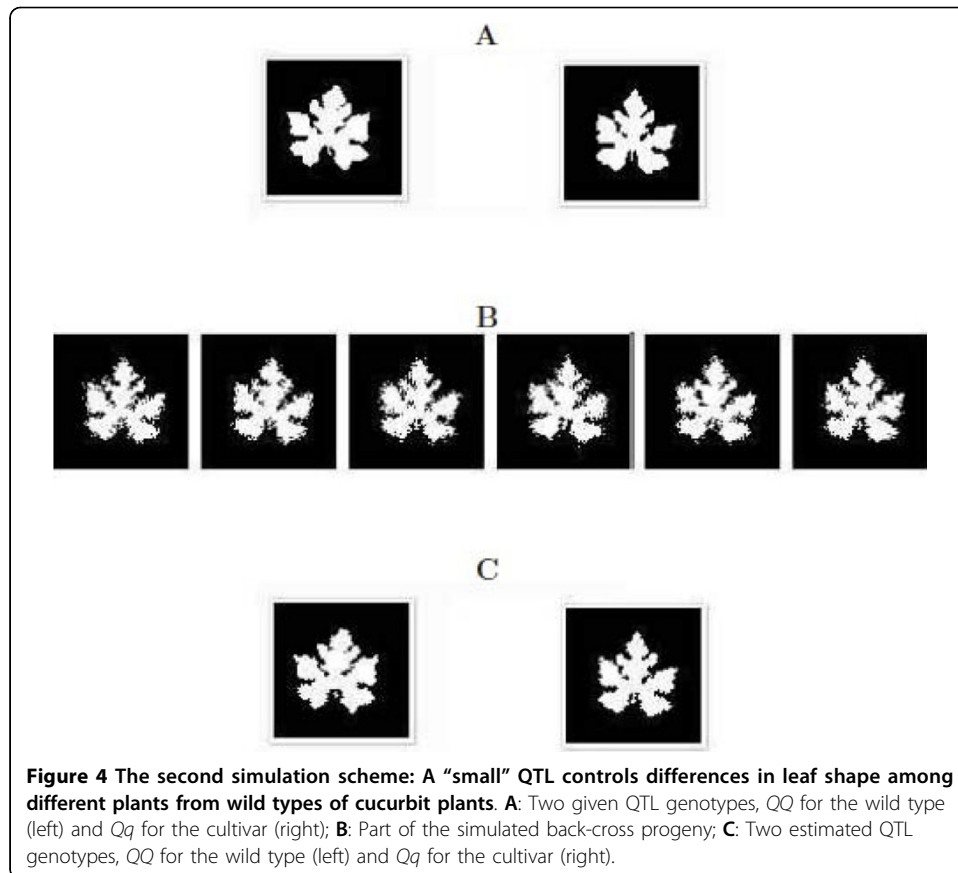 A
B
C
Figure 4 The second simulation scheme: A “small” QTL controls differences in leaf shape among
different plants from wild types of cucurbit plants. A: Two given QTL genotypes, QQ for the wild type
(left) and Qq for the cultivar (right); B: Part of the simulated back-cross progeny; C: Two estimated QTL
genotypes, QQ for the wild type (left) and Qq for the cultivar (right).